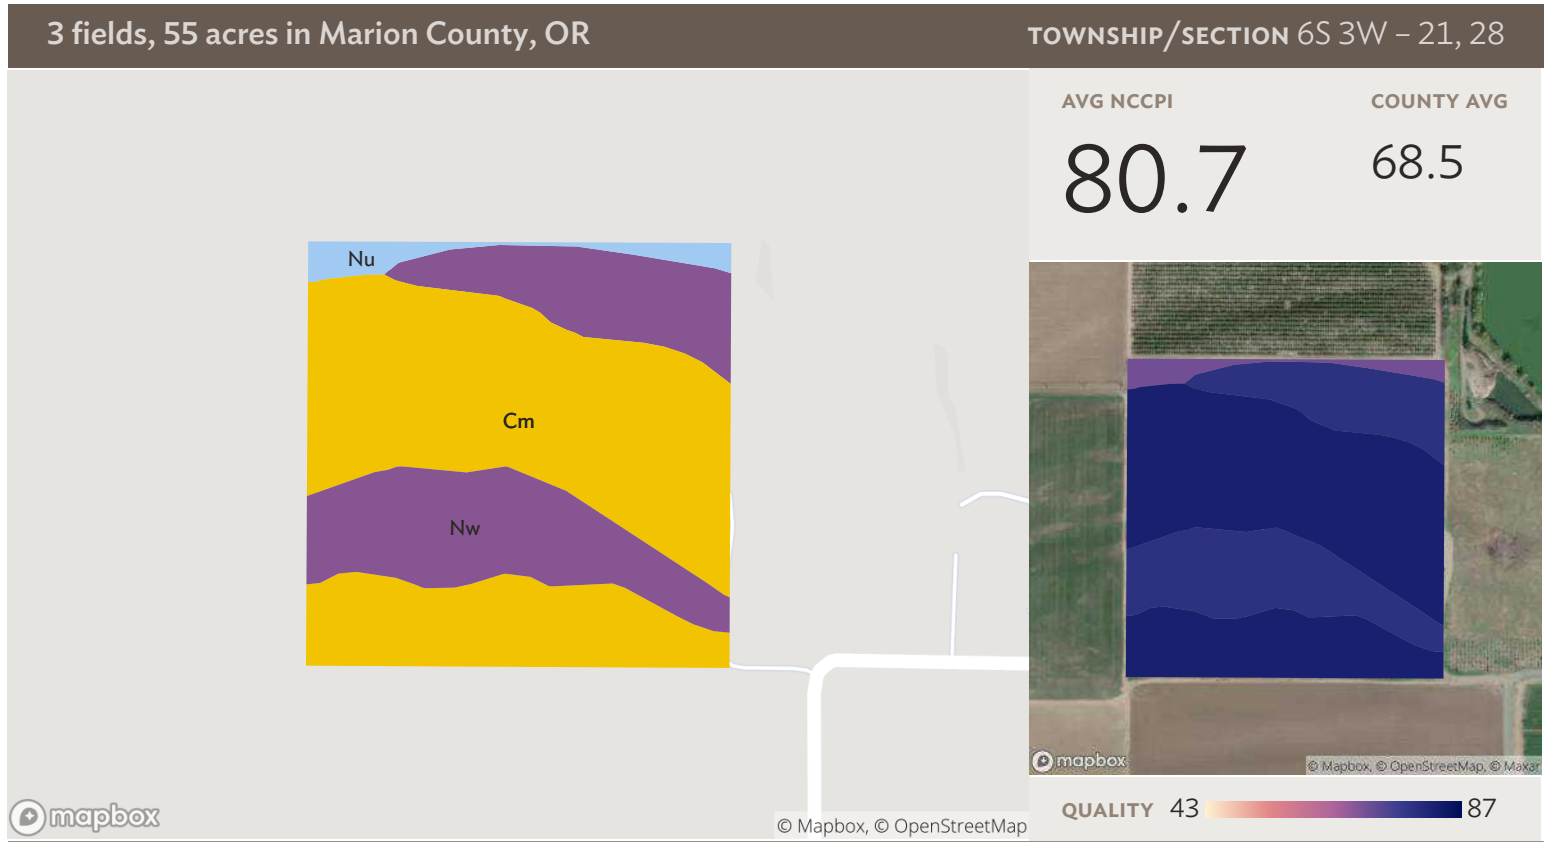 3 fields, 55 acres in Marion County, OR
TOWNSHIP/SECTION 6S 3W – 21, 28
AVG NCCPI
COUNTY AVG
80.7
68.5
Nu
Cm
Nw
mapbox
© Mapbox, © OpenStreetMap
mapbox
© Mapbox, © OpenStreetMap, © Maxar
QUALITY 43 87